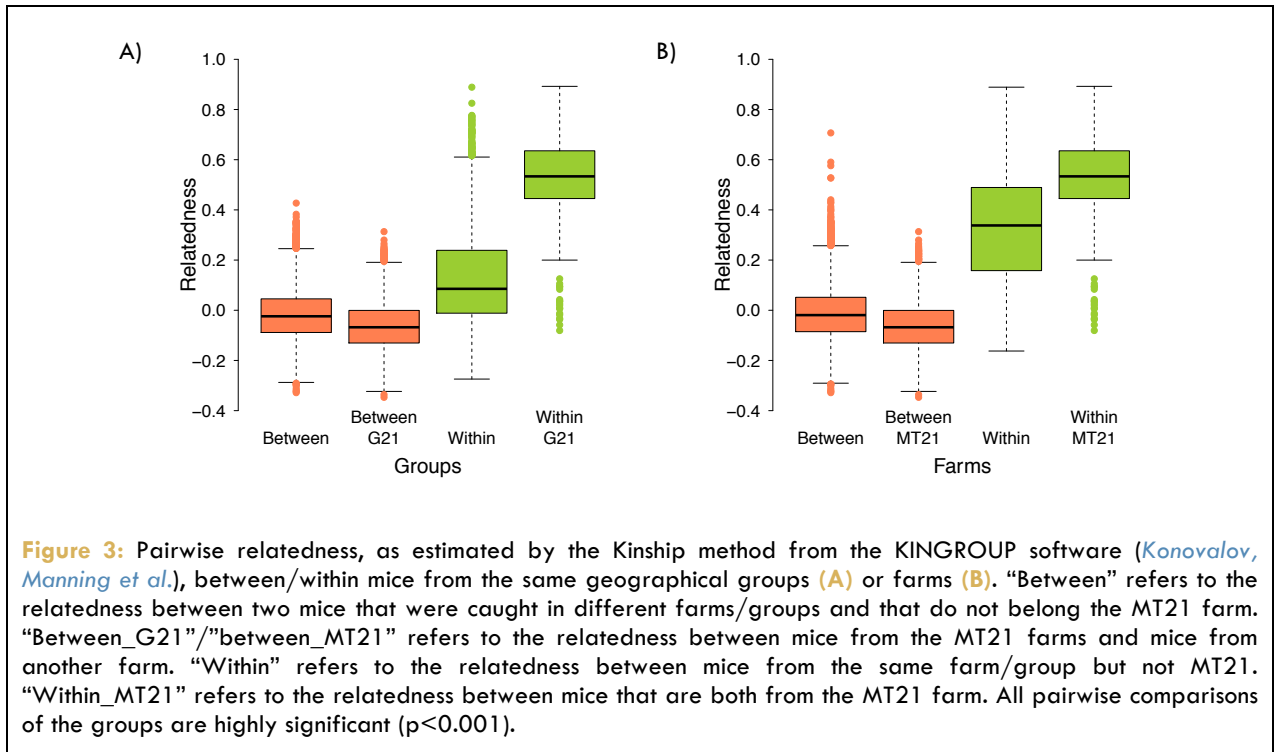 A)
B)
1.0
0.8
0.6
0.4
0.2
0.0
−0.2
−0.4
Relatedness
Between
Between
G21
Within
Within
G21
Groups
1.0
0.8
0.6
0.4
0.2
0.0
−0.2
−0.4
Relatedness
Between
Between
MT21
Within
Within
MT21
Farms
Figure 3: Pairwise relatedness, as estimated by the Kinship method from the KINGROUP software (Konovalov,
Manning et al.), between/within mice from the same geographical groups (A) or farms (B). “Between” refers to the
relatedness between two mice that were caught in different farms/groups and that do not belong the MT21 farm.
“Between_G21”/”between_MT21” refers to the relatedness between mice from the MT21 farms and mice from
another farm. “Within” refers to the relatedness between mice from the same farm/group but not MT21.
“Within_MT21” refers to the relatedness between mice that are both from the MT21 farm. All pairwise comparisons
of the groups are highly significant (p<0.001).